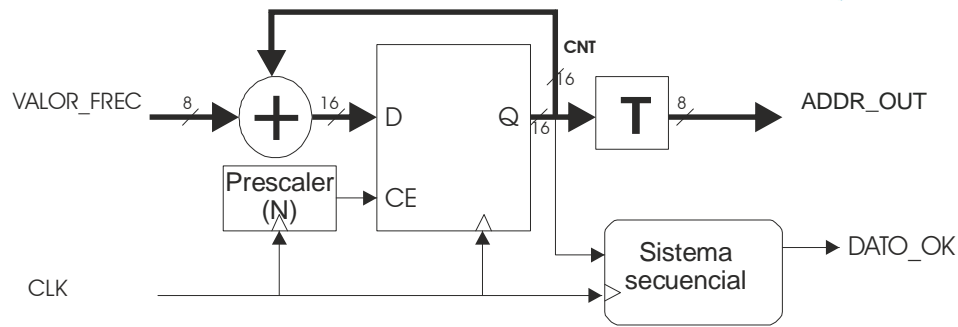 CNT
16
VALOR_FREC
8
+
16
D
Q
16
T
8
ADDR_OUT
Prescaler
(N)
CE
Sistema
secuencial
DATO_OK
CLK